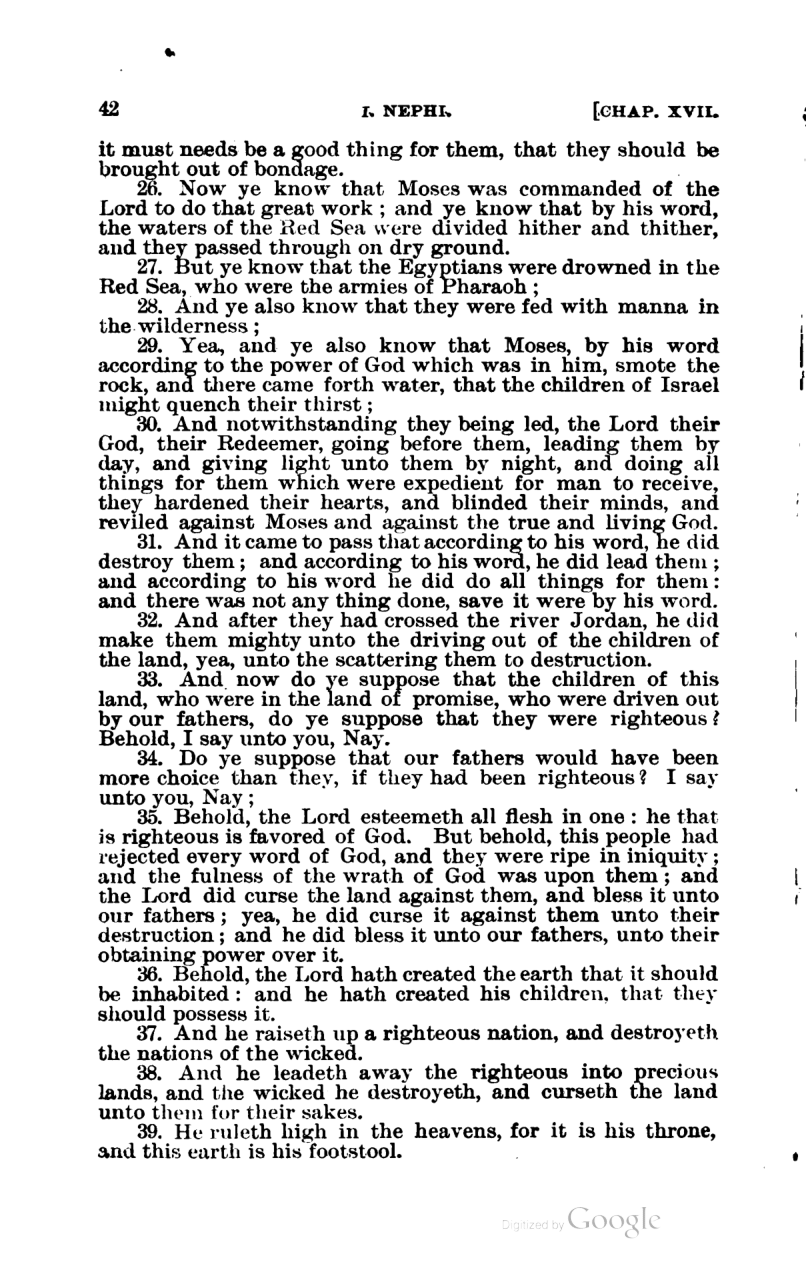 42 I. NEPHI. [CHAP. XVII.
it must needs be a good thing for them, that they should be
brought out of bondage.
26. Now ye know that Moses was commanded of the
Lord to do that great work ; and ye know that by his word,
the waters of the Red Sea were divided hither and thither,
and they passed through on dry ground.
27. But ye know that the Egyptians were drowned in the
Red Sea, who were the armies of Pharaoh ;
28. And ye also know that they were fed with manna in
the wilderness ;
29. Yea, and ye also know that Moses, by his word
according to the power of God which was in him, smote the
rock, and there came forth water, that the children of Israel
might quench their thirst ;
30. And notwithstanding they being led, the Lord their
God, their Redeemer, going before them, leading them by
day, and giving light unto them by night, and doing all
things for them which were expedient for man to receive,
they hardened their hearts, and blinded their minds, and
reviled against Moses and against the true and living God.
31. And it came to pass that according to his word, he did
destroy them ; and according to his word, he did lead them ;
and according to his word he did do all things for them :
and there was not any thing done, save it were by his word.
32. And after they had crossed the river Jordan, he did
make them mighty unto the driving out of the children of
the land, yea, unto the scattering them to destruction.
33. And now do ye suppose that the children of this
land, who were in the land of promise, who were driven out
by our fathers, do ye suppose that they were righteous ?
Behold, I say unto you, Nay.
34. Do ye suppose that our fathers would have been
more choice than they, if they had been righteous ? I say
unto you, Nay ;
35. Behold, the Lord esteemeth all flesh in one : he that
is righteous is favored of God. But behold, this people had
rejected every word of God, and they were ripe in iniquity ;
and the fulness of the wrath of God was upon them ; and
the Lord did curse the land against them, and bless it unto
our fathers ; yea, he did curse it against them unto their
destruction ; and he did bless it unto our fathers, unto their
obtaining power over it.
36. Behold, the Lord hath created the earth that it should
be inhabited : and he hath created his children, that they
should possess it.
37. And he raiseth up a righteous nation, and destroyeth
the nations of the wicked.
38. And he leadeth away the righteous into precious
lands, and the wicked he destroyeth, and curseth the land
unto them for their sakes.
39. He ruleth high in the heavens, for it is his throne,
and this earth is his footstool.
Digitized by Google